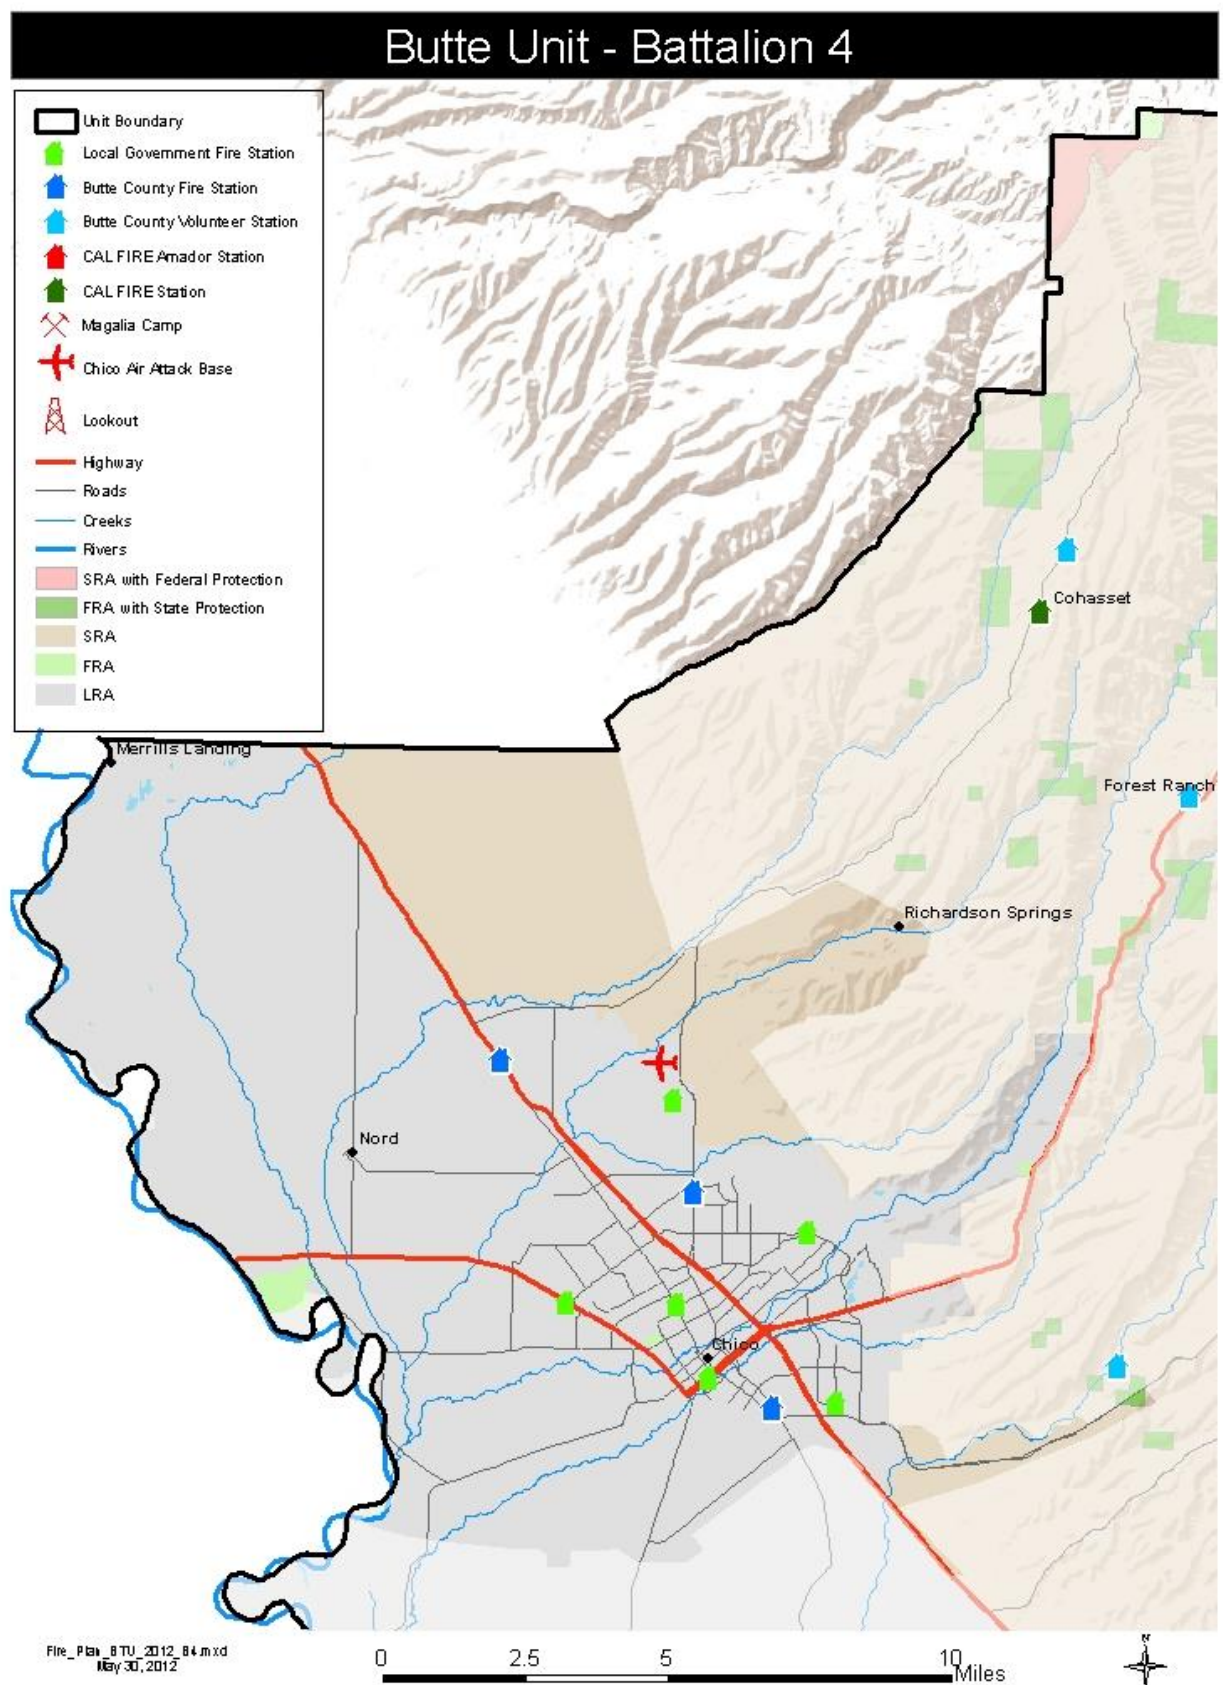 Butte Unit - Battalion 4
Unit Boundary
Local Government Fire Station
Butte County Fire Station
Butte County Volunteer Station
CAL FIRE Amador Station
CAL FIRE Station
Magalia Camp
Chico Air Attack Base
Lookout
Highway
Roads
Creeks
Rivers
SRA with Federal Protection
FRA with State Protection
SRA
FRA
LRA
Cohasset
Merrills Landing
Forest Ranch
Richardson Springs
Nord
Chico
Fire_Plan_BTU_2012_B4.mxd
May 30, 2012
0 2.5 5 10 Miles
N